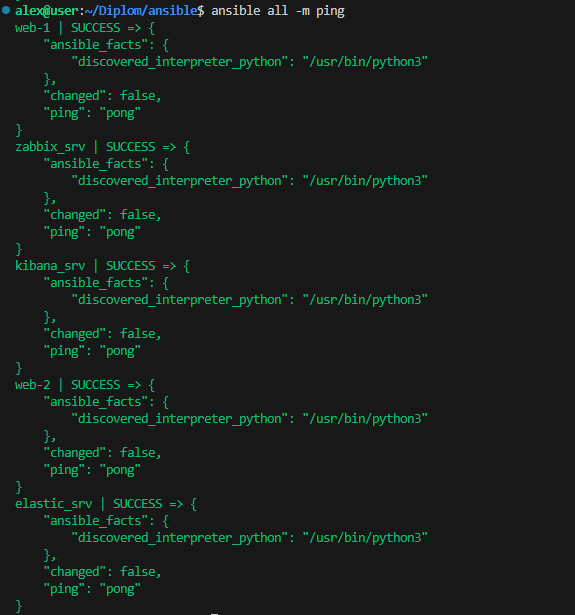 alex@user:~/Diplom/ansible$ ansible all -m ping
web-1 | SUCCESS => {
    "ansible_facts": {
        "discovered_interpreter_python": "/usr/bin/python3"
    },
    "changed": false,
    "ping": "pong"
}
zabbix_srv | SUCCESS => {
    "ansible_facts": {
        "discovered_interpreter_python": "/usr/bin/python3"
    },
    "changed": false,
    "ping": "pong"
}
kibana_srv | SUCCESS => {
    "ansible_facts": {
        "discovered_interpreter_python": "/usr/bin/python3"
    },
    "changed": false,
    "ping": "pong"
}
web-2 | SUCCESS => {
    "ansible_facts": {
        "discovered_interpreter_python": "/usr/bin/python3"
    },
    "changed": false,
    "ping": "pong"
}
elastic_srv | SUCCESS => {
    "ansible_facts": {
        "discovered_interpreter_python": "/usr/bin/python3"
    },
    "changed": false,
    "ping": "pong"
}